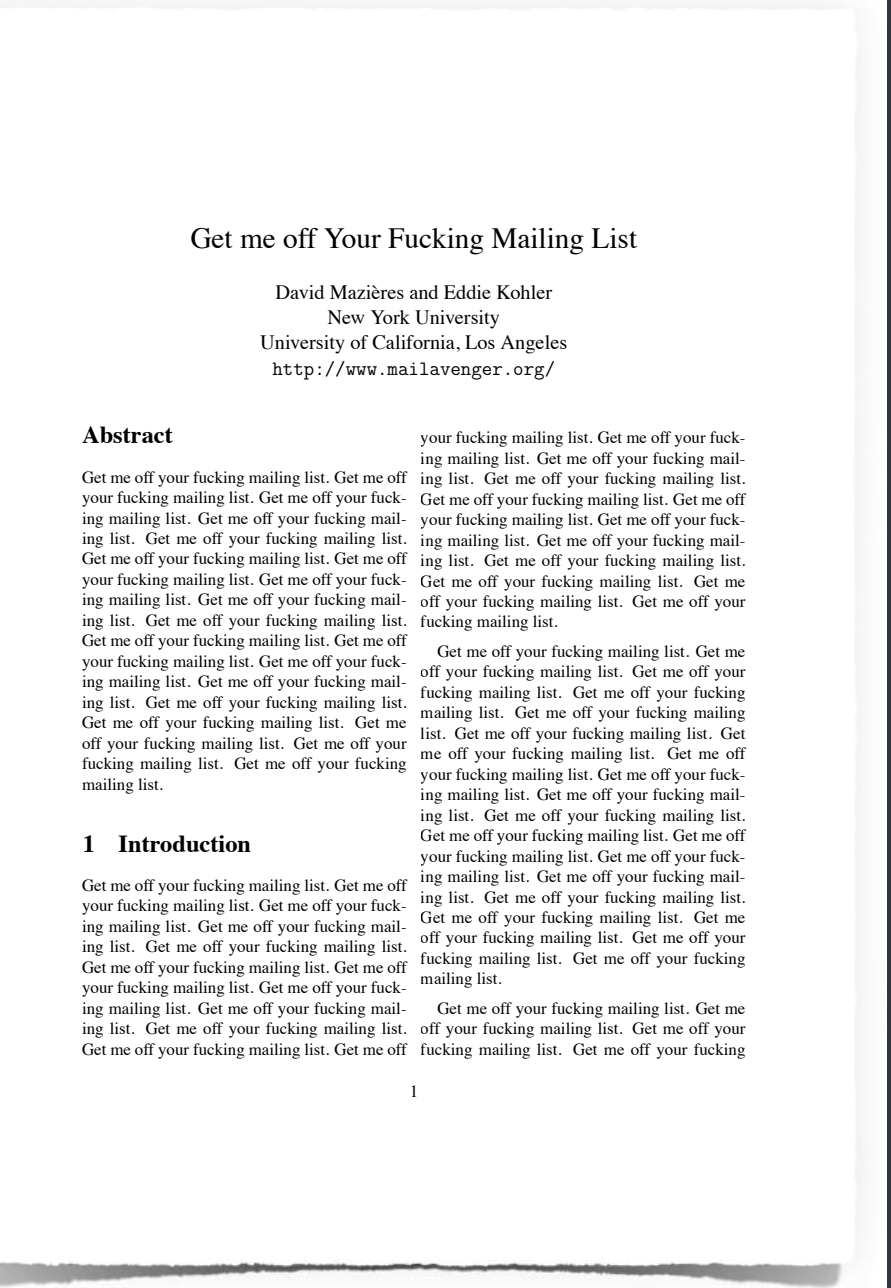 Get me off Your Fucking Mailing List
David Mazières and Eddie Kohler
New York University
University of California, Los Angeles
http://www.mailavenger.org/
Abstract
Get me off your fucking mailing list. Get me off
your fucking mailing list. Get me off your fuck-
ing mailing list. Get me off your fucking mail-
ing list. Get me off your fucking mailing list.
Get me off your fucking mailing list. Get me off
your fucking mailing list. Get me off your fuck-
ing mailing list. Get me off your fucking mail-
ing list. Get me off your fucking mailing list.
Get me off your fucking mailing list. Get me off
your fucking mailing list. Get me off your fuck-
ing mailing list. Get me off your fucking mail-
ing list. Get me off your fucking mailing list.
Get me off your fucking mailing list. Get me
off your fucking mailing list. Get me off your
fucking mailing list. Get me off your fucking
mailing list.
1 Introduction
Get me off your fucking mailing list. Get me off
your fucking mailing list. Get me off your fuck-
ing mailing list. Get me off your fucking mail-
ing list. Get me off your fucking mailing list.
Get me off your fucking mailing list. Get me off
your fucking mailing list. Get me off your fuck-
ing mailing list. Get me off your fucking mail-
ing list. Get me off your fucking mailing list.
Get me off your fucking mailing list. Get me off
your fucking mailing list. Get me off your fuck-
ing mailing list. Get me off your fucking mail-
ing list. Get me off your fucking mailing list.
Get me off your fucking mailing list. Get me off
your fucking mailing list. Get me off your fuck-
ing mailing list. Get me off your fucking mail-
ing list. Get me off your fucking mailing list.
Get me off your fucking mailing list. Get me
off your fucking mailing list. Get me off your
fucking mailing list.
Get me off your fucking mailing list. Get me
off your fucking mailing list. Get me off your
fucking mailing list. Get me off your fucking
mailing list. Get me off your fucking mailing
list. Get me off your fucking mailing list. Get
me off your fucking mailing list. Get me off
your fucking mailing list. Get me off your fuck-
ing mailing list. Get me off your fucking mail-
ing list. Get me off your fucking mailing list.
Get me off your fucking mailing list. Get me off
your fucking mailing list. Get me off your fuck-
ing mailing list. Get me off your fucking mail-
ing list. Get me off your fucking mailing list.
Get me off your fucking mailing list. Get me
off your fucking mailing list. Get me off your
fucking mailing list. Get me off your fucking
mailing list.
Get me off your fucking mailing list. Get me
off your fucking mailing list. Get me off your
fucking mailing list. Get me off your fucking
1